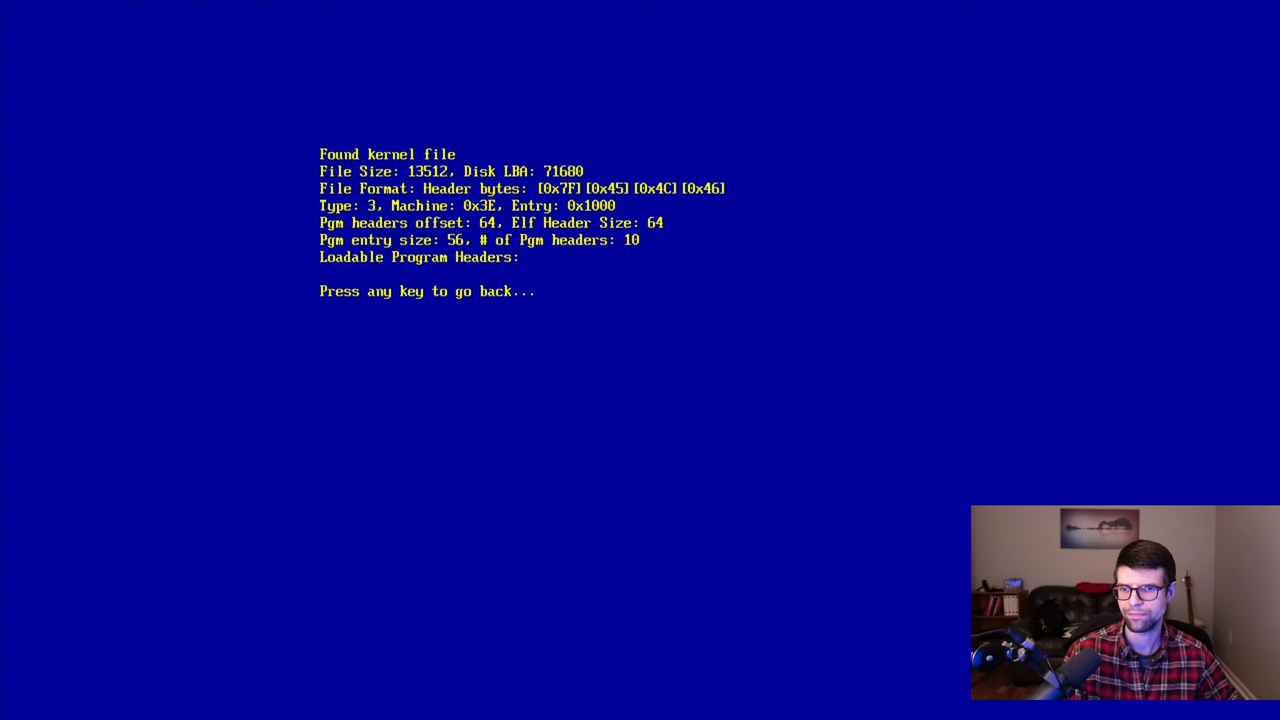 Found kernel file
File Size: 13512, Disk LBA: 71680
File Format: Header bytes: [0x7F][0x45][0x4C][0x46]
Type: 3, Machine: 0x3E, Entry: 0x1000
Pgm headers offset: 64, Elf Header Size: 64
Pgm entry size: 56, # of Pgm headers: 10
Loadable Program Headers:
Press any key to go back...